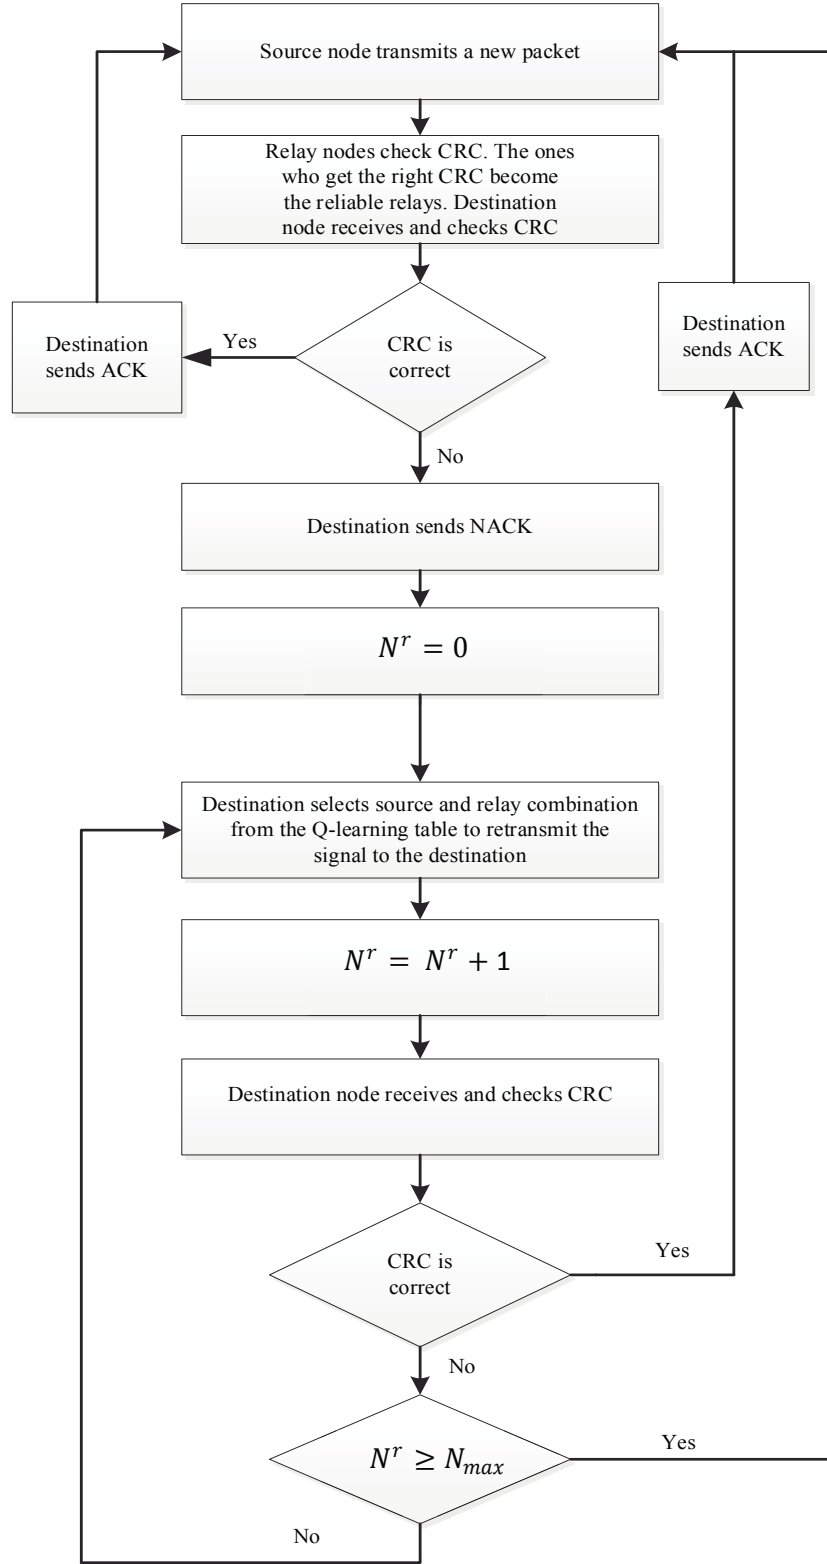 Source node transmits a new packet
Relay nodes check CRC. The ones
who get the right CRC become
the reliable relays. Destination
node receives and checks CRC
Destination
sends ACK
Yes
CRC is
correct
Destination
sends ACK
No
Destination sends NACK
N^r = 0
Destination selects source and relay combination
from the Q-learning table to retransmit the
signal to the destination
N^r = N^r + 1
Destination node receives and checks CRC
CRC is
correct
Yes
No
N^r ≥ N_max
Yes
No